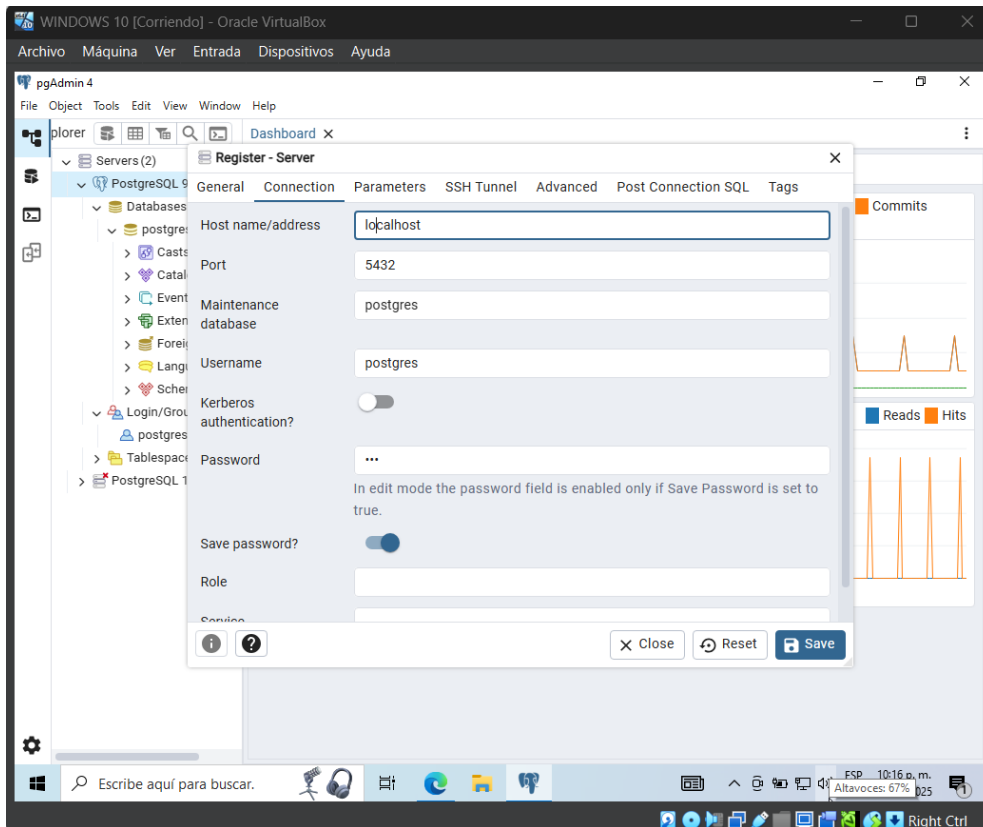 WINDOWS 10 [Corriendo] - Oracle VirtualBox
Archivo Máquina Ver Entrada Dispositivos Ayuda
pgAdmin 4
File Object Tools Edit View Window Help
plorer Dashboard
Servers (2)
PostgreSQL 9
Databases
postgres
Casts
Catal
Event
Exten
Foreig
Langu
Scher
Login/Grou
postgres
Tablespace
PostgreSQL 1
Register - Server
General Connection Parameters SSH Tunnel Advanced Post Connection SQL Tags
Host name/address localhost
Port 5432
Maintenance database postgres
Username postgres
Kerberos authentication?
Password •••
In edit mode the password field is enabled only if Save Password is set to
true.
Save password?
Role
Service
Close Reset Save
Commits
Reads Hits
Escribe aquí para buscar.
ESP 10:16 p. m.
Altavoces: 67% 025
1
Right Ctrl